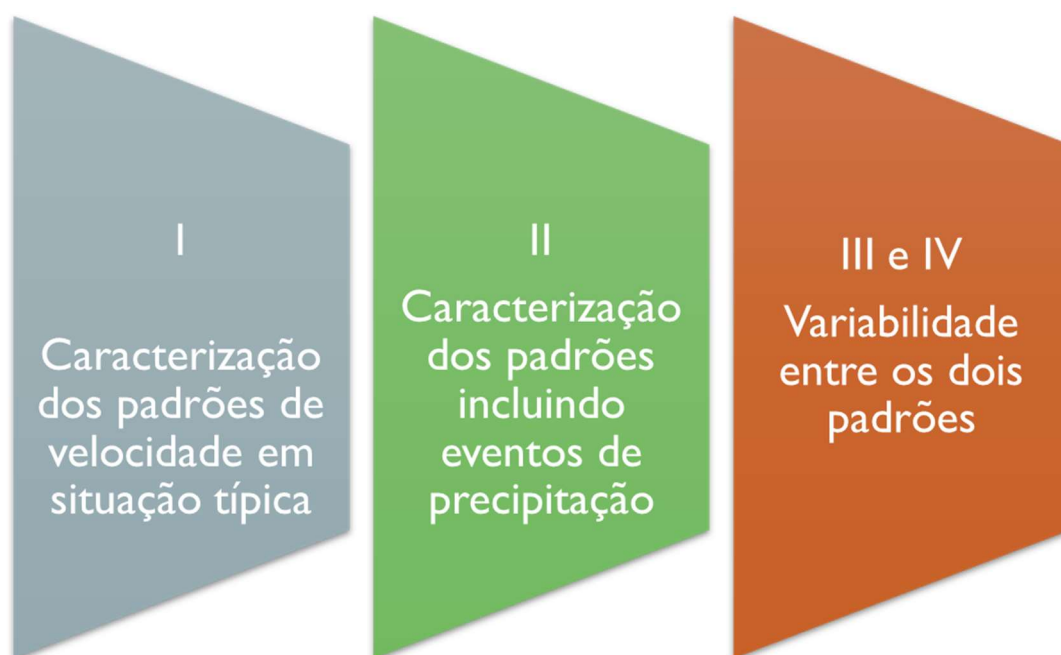 I
Caracterização
dos padrões de
velocidade em
situação típica
II
Caracterização
dos padrões
incluindo
eventos de
precipitação
III e IV
Variabilidade
entre os dois
padrões